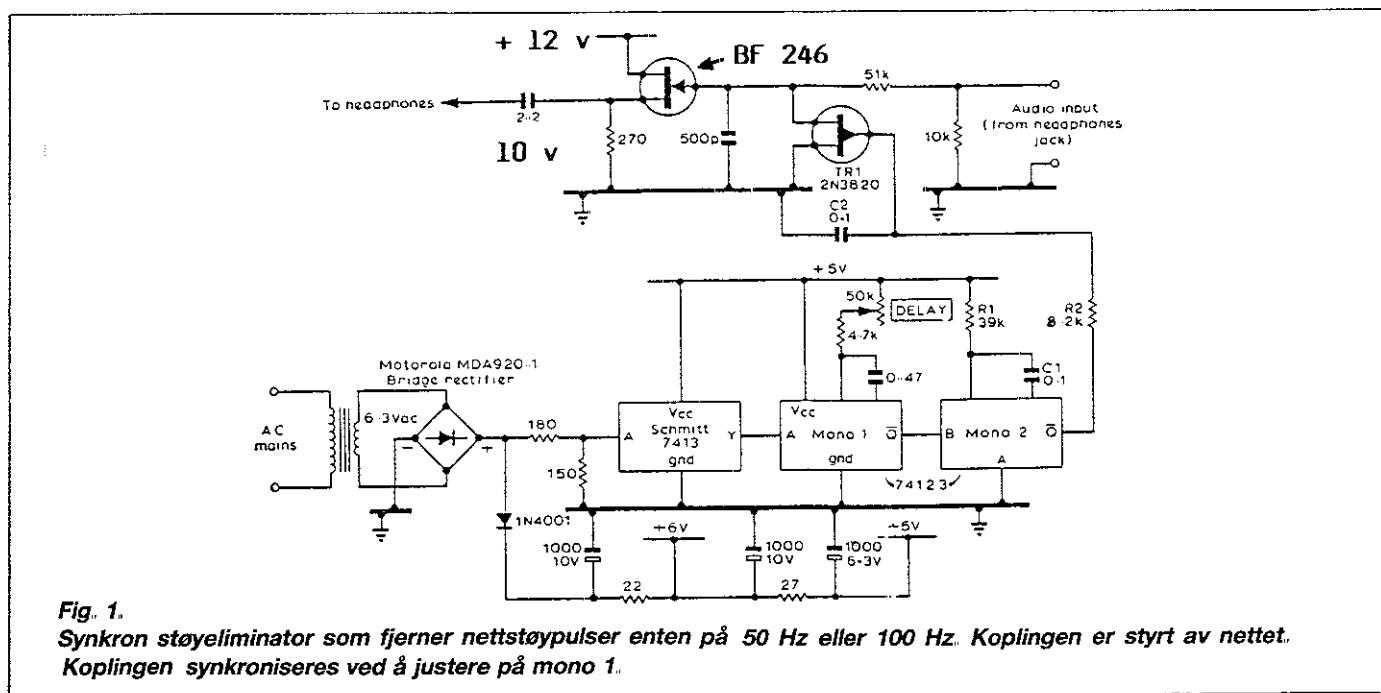 + 12 v
BF 246
51k
To headphones
2.2
270
10 v
500p
TR1
2N3820
10k
Audio input
(from headphones
jack)
C2
0.1
+5V
50k
DELAY
4.7k
R1
39k
R2
8.2k
Motorola MDA920.1
Bridge rectifier
0.47
C1
0.1
AC
mains
6.3Vac
180
150
A
Vcc
Schmitt
7413
gnd
Y
Vcc
A
Mono 1
gnd
Q̅
B
Mono 2
Q̅
A
74123
1N4001
1000
10V
+6V
1000
10V
1000
6.3V
22
27
Fig. 1.
Synkron støyeliminator som fjerner nettstøypulser enten på 50 Hz eller 100 Hz. Koplingen er styrt av nettet.
Koplingen synkroniseres ved å justere på mono 1.